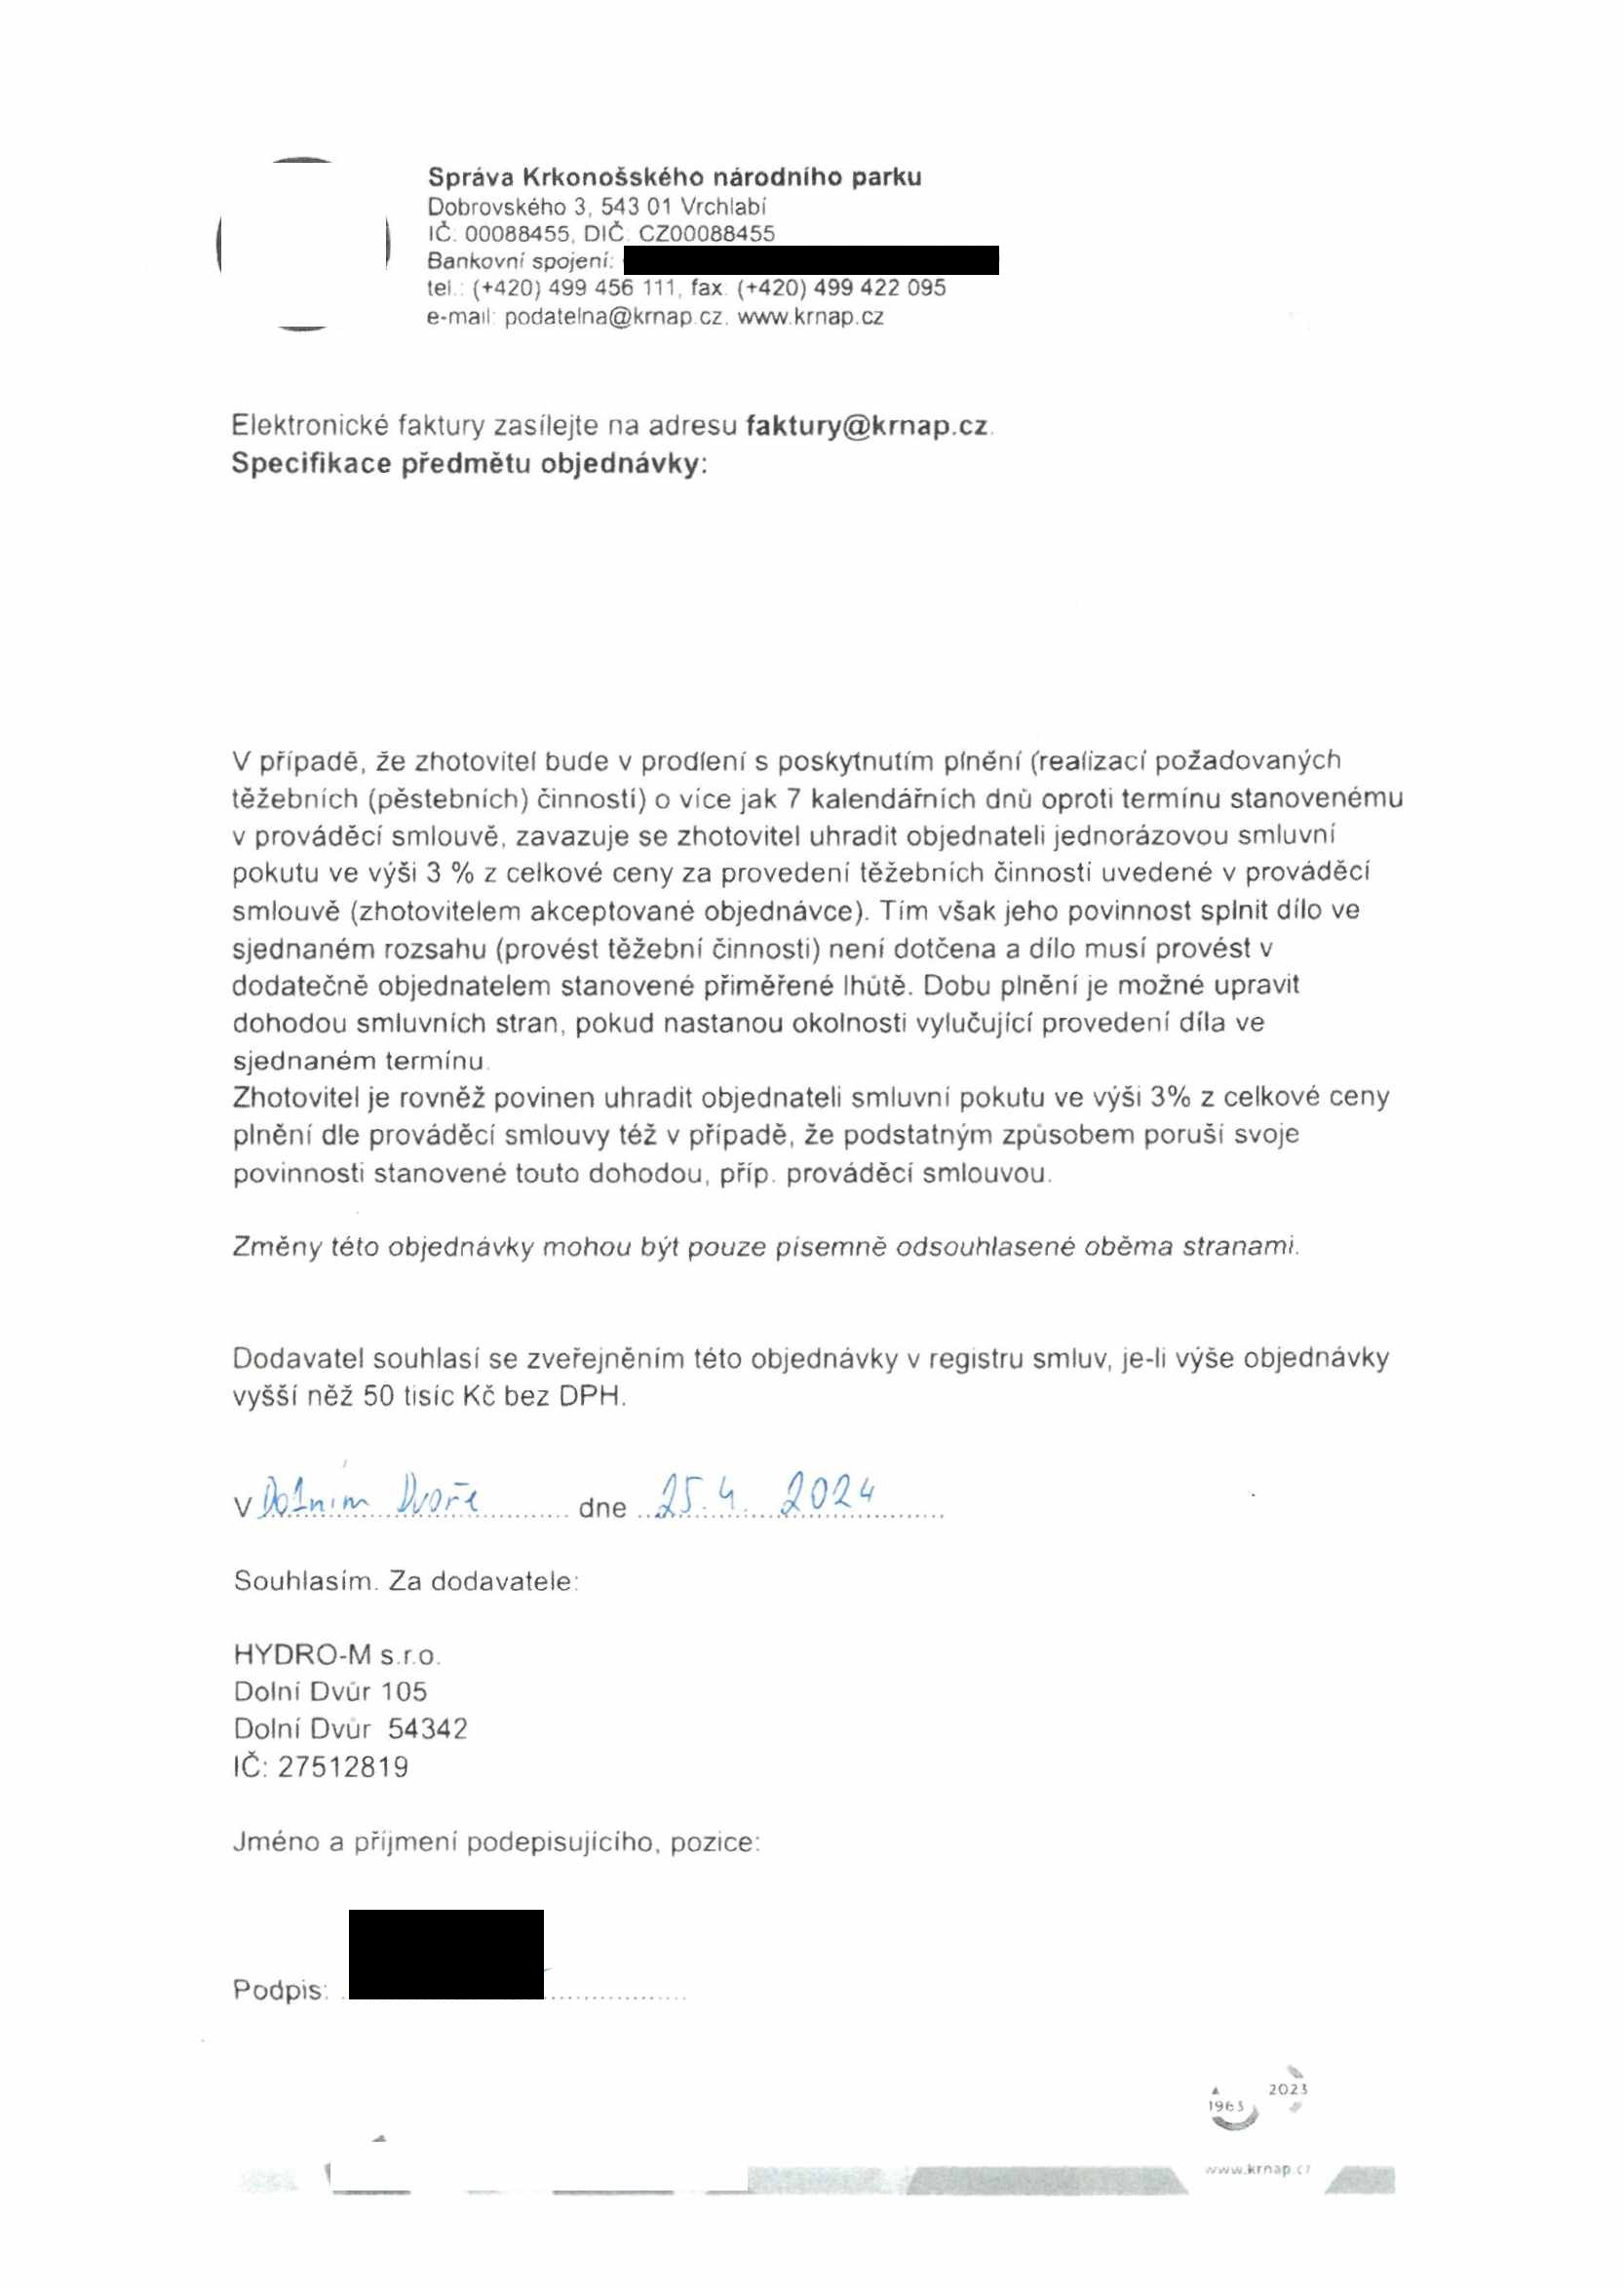 Správa Krkonošského národního parku
Dobrovského 3, 543 01 Vrchlabí
IČ: 00088455, DIČ: CZ00088455
Bankovní spojení:
tel.: (+420) 499 456 111, fax: (+420) 499 422 095
e-mail: podatelna@krnap.cz, www.krnap.cz
Elektronické faktury zasílejte na adresu faktury@krnap.cz.
Specifikace předmětu objednávky:
V případě, že zhotovitel bude v prodlení s poskytnutím plnění (realizací požadovaných
těžebních (pěstebních) činností) o více jak 7 kalendářních dnů oproti termínu stanovenému
v prováděcí smlouvě, zavazuje se zhotovitel uhradit objednateli jednorázovou smluvní
pokutu ve výši 3 % z celkové ceny za provedení těžebních činností uvedené v prováděcí
smlouvě (zhotovitelem akceptované objednávce). Tím však jeho povinnost splnit dílo ve
sjednaném rozsahu (provést těžební činnosti) není dotčena a dílo musí provést v
dodatečně objednatelem stanovené přiměřené lhůtě. Dobu plnění je možné upravit
dohodou smluvních stran, pokud nastanou okolnosti vylučující provedení díla ve
sjednaném termínu.
Zhotovitel je rovněž povinen uhradit objednateli smluvní pokutu ve výši 3% z celkové ceny
plnění dle prováděcí smlouvy též v případě, že podstatným způsobem poruší svoje
povinnosti stanovené touto dohodou, příp. prováděcí smlouvou.
Změny této objednávky mohou být pouze písemně odsouhlasené oběma stranami.
Dodavatel souhlasí se zveřejněním této objednávky v registru smluv, je-li výše objednávky
vyšší něž 50 tisíc Kč bez DPH.
V Dolním Dvoře dne 25.4. 2024
Souhlasím. Za dodavatele:
HYDRO-M s.r.o.
Dolní Dvůr 105
Dolní Dvůr 54342
IČ: 27512819
Jméno a příjmení podepisujícího, pozice:
Podpis:
2023
1963
www.krnap.cz